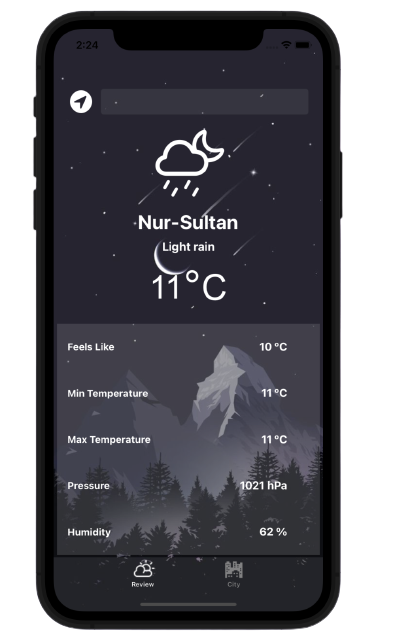 2:24
Nur-Sultan
Light rain
11°C
Feels Like 10 °C
Min Temperature 11 °C
Max Temperature 11 °C
Pressure 1021 hPa
Humidity 62 %
Review City